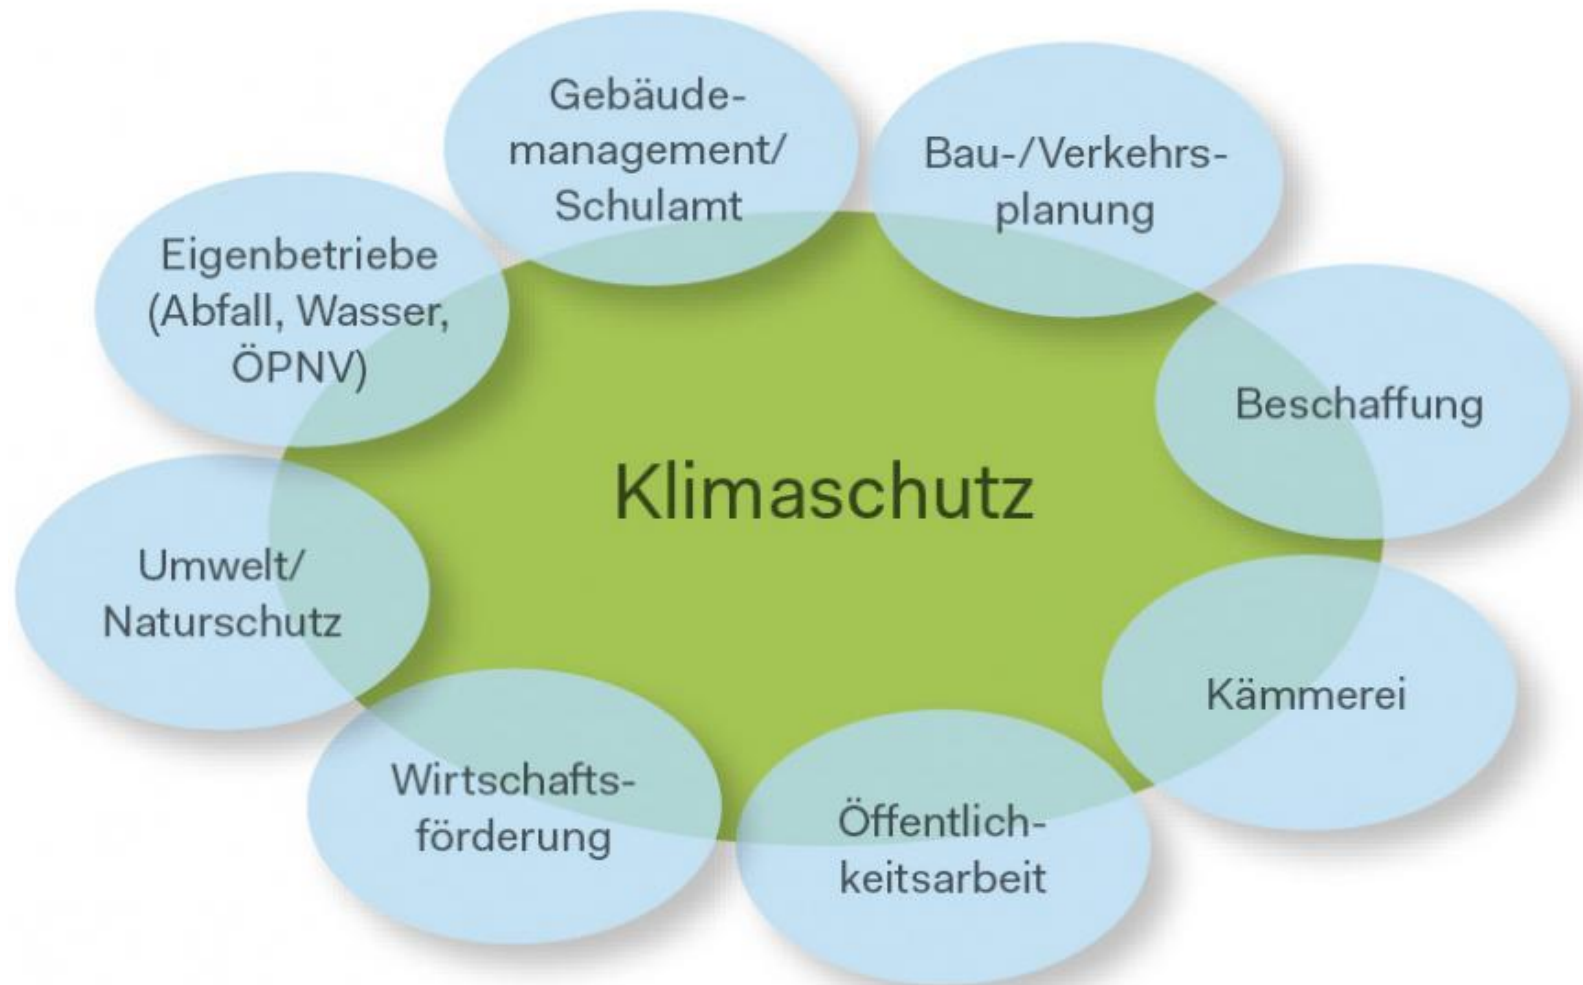 Gebäude-
management/
Schulamt
Bau-/Verkehrs-
planung
Eigenbetriebe
(Abfall, Wasser,
ÖPNV)
Beschaffung
Klimaschutz
Umwelt/
Naturschutz
Kämmerei
Wirtschafts-
förderung
Öffentlich-
keitsarbeit